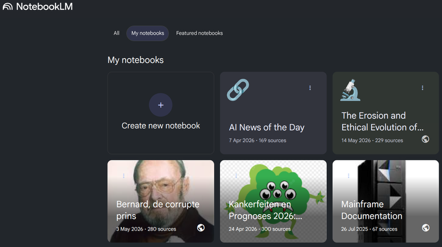 NotebookLM
All
My notebooks
Featured notebooks
My notebooks
Create new notebook
AI News of the Day
7 Apr 2026 · 169 sources
The Erosion and
Ethical Evolution of...
14 May 2026 · 229 sources
Bernard, de corrupte
prins
3 May 2026 · 280 sources
Kankerfeiten en
Prognoses 2026:...
24 Apr 2026 · 300 sources
Mainframe
Documentation
26 Jul 2025 · 67 sources